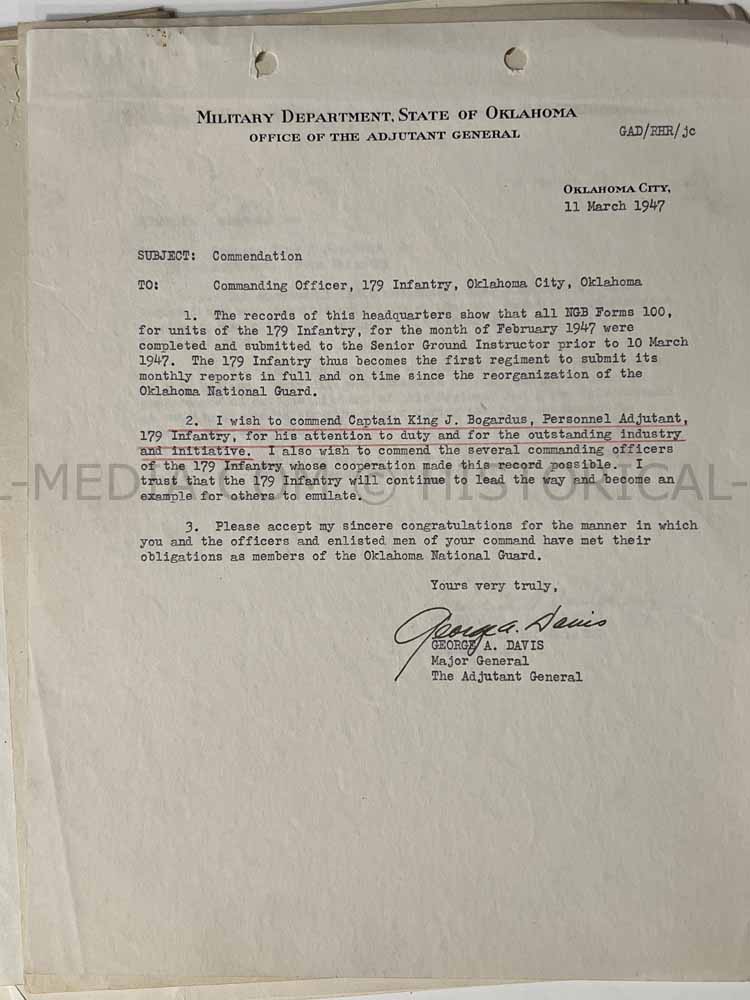 MILITARY DEPARTMENT, STATE OF OKLAHOMA
OFFICE OF THE ADJUTANT GENERAL
GAD/RHR/jc
OKLAHOMA CITY,
11 March 1947
SUBJECT: Commendation
TO: Commanding Officer, 179 Infantry, Oklahoma City, Oklahoma
1. The records of this headquarters show that all NGB Forms 100,
for units of the 179 Infantry, for the month of February 1947 were
completed and submitted to the Senior Ground Instructor prior to 10 March
1947. The 179 Infantry thus becomes the first regiment to submit its
monthly reports in full and on time since the reorganization of the
Oklahoma National Guard.
2. I wish to commend Captain King J. Bogardus, Personnel Adjutant,
179 Infantry, for his attention to duty and for the outstanding industry
and initiative. I also wish to commend the several commanding officers
of the 179 Infantry whose cooperation made this record possible. I
trust that the 179 Infantry will continue to lead the way and become an
example for others to emulate.
L-MEDIA.COM © HISTORICAL-
3. Please accept my sincere congratulations for the manner in which
you and the officers and enlisted men of your command have met their
obligations as members of the Oklahoma National Guard.
Yours very truly,
George A. Davis
GEORGE A. DAVIS
Major General
The Adjutant General